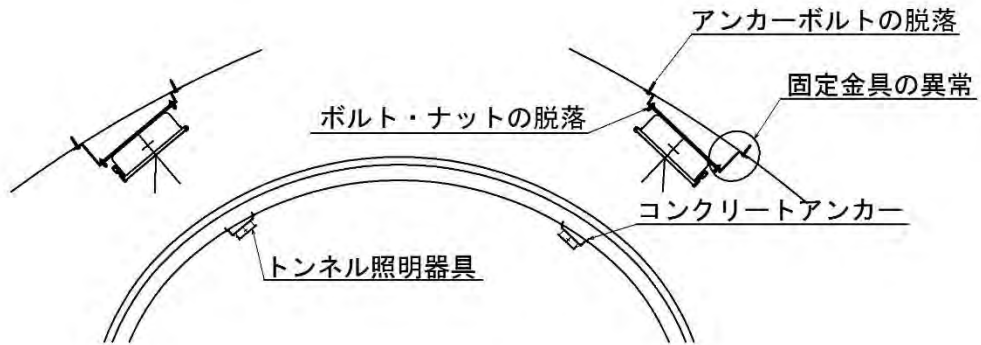 アンカーボルトの脱落
固定金具の異常
ボルト・ナットの脱落
コンクリートアンカー
トンネル照明器具